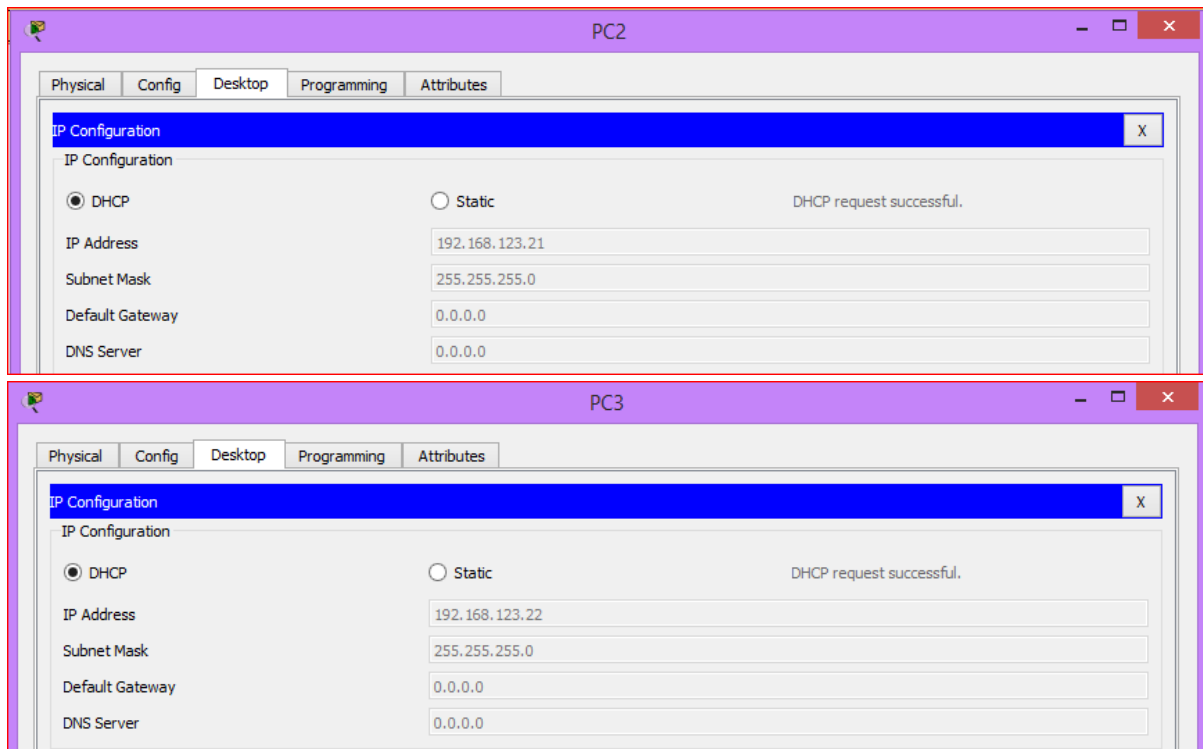 PC2
Physical Config Desktop Programming Attributes
IP Configuration X
IP Configuration
DHCP Static DHCP request successful.
IP Address 192.168.123.21
Subnet Mask 255.255.255.0
Default Gateway 0.0.0.0
DNS Server 0.0.0.0
PC3
Physical Config Desktop Programming Attributes
IP Configuration X
IP Configuration
DHCP Static DHCP request successful.
IP Address 192.168.123.22
Subnet Mask 255.255.255.0
Default Gateway 0.0.0.0
DNS Server 0.0.0.0